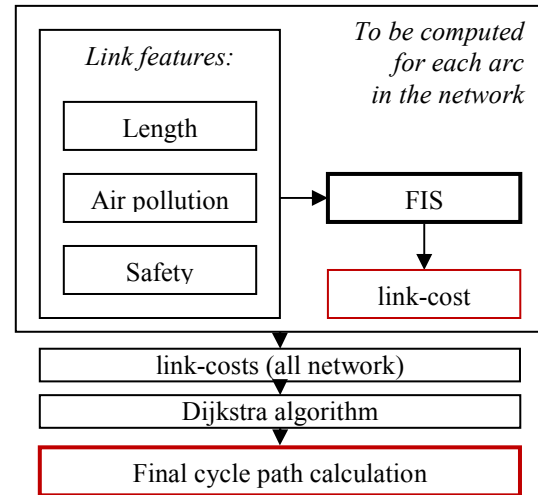 Link features:
To be computed
for each arc
in the network
Length
Air pollution
Safety
FIS
link-cost
link-costs (all network)
Dijkstra algorithm
Final cycle path calculation